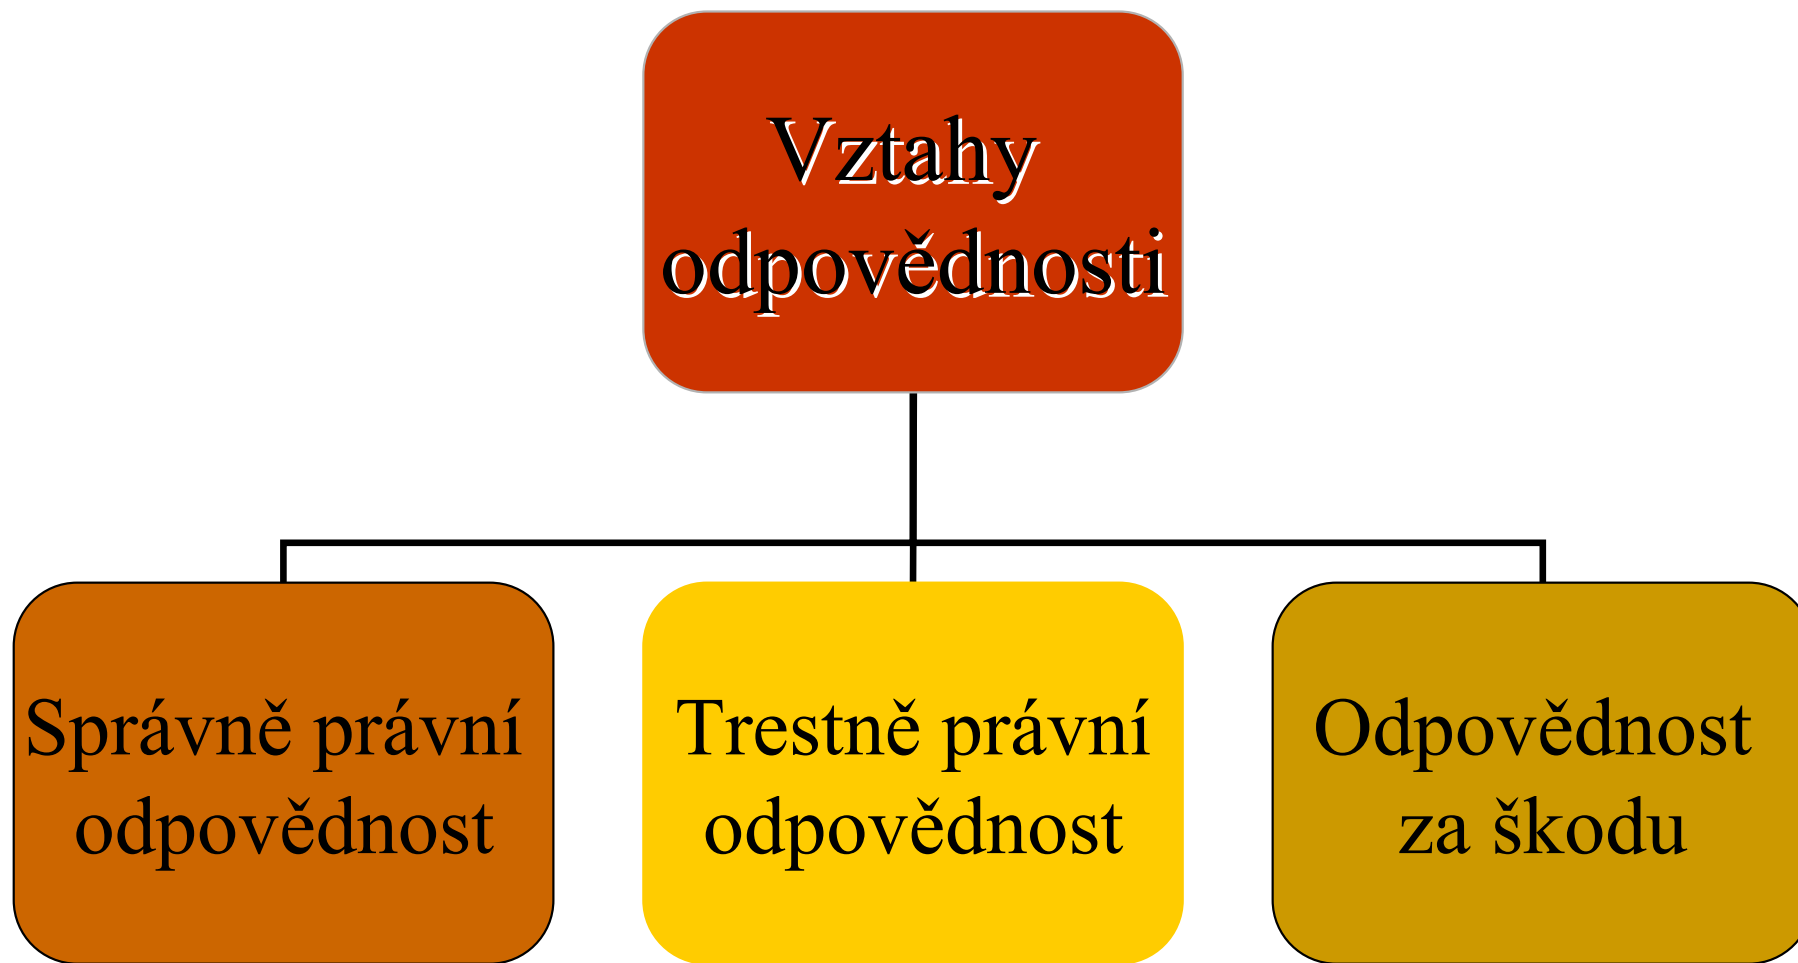 Vztahy
odpovědnosti
Správně právní
odpovědnost
Trestně právní
odpovědnost
Odpovědnost
za škodu